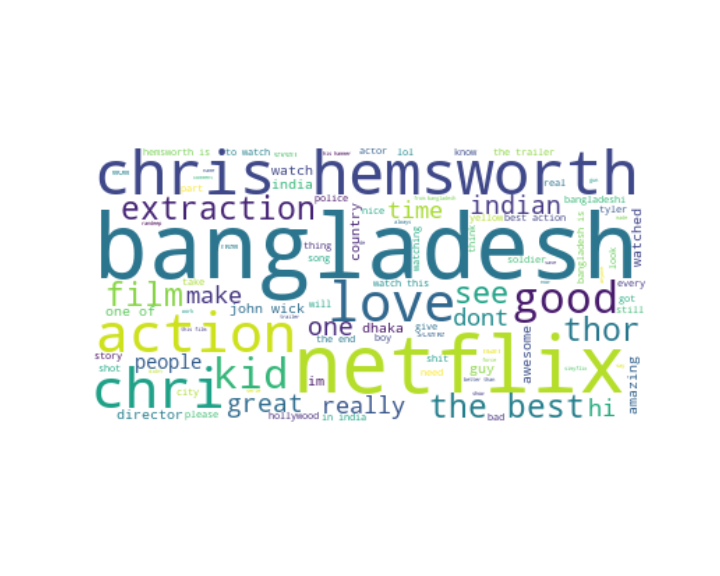 hemsworth is to watch actor lol know the trailer
chris hemsworth
watch india part real
extraction police nice time indian bangladeshi tyler
yellow best action
bangladesh
country watching think soldier bangladesh is look watched
thing song
film make take watch this will love see good every got still
one of john wick
action one dhaka give dont thor
the end boy
netflix
story people shit guy awesome
shot im need
chri kid city
better than
great really the best hi amazing
director please hollywood in india bad